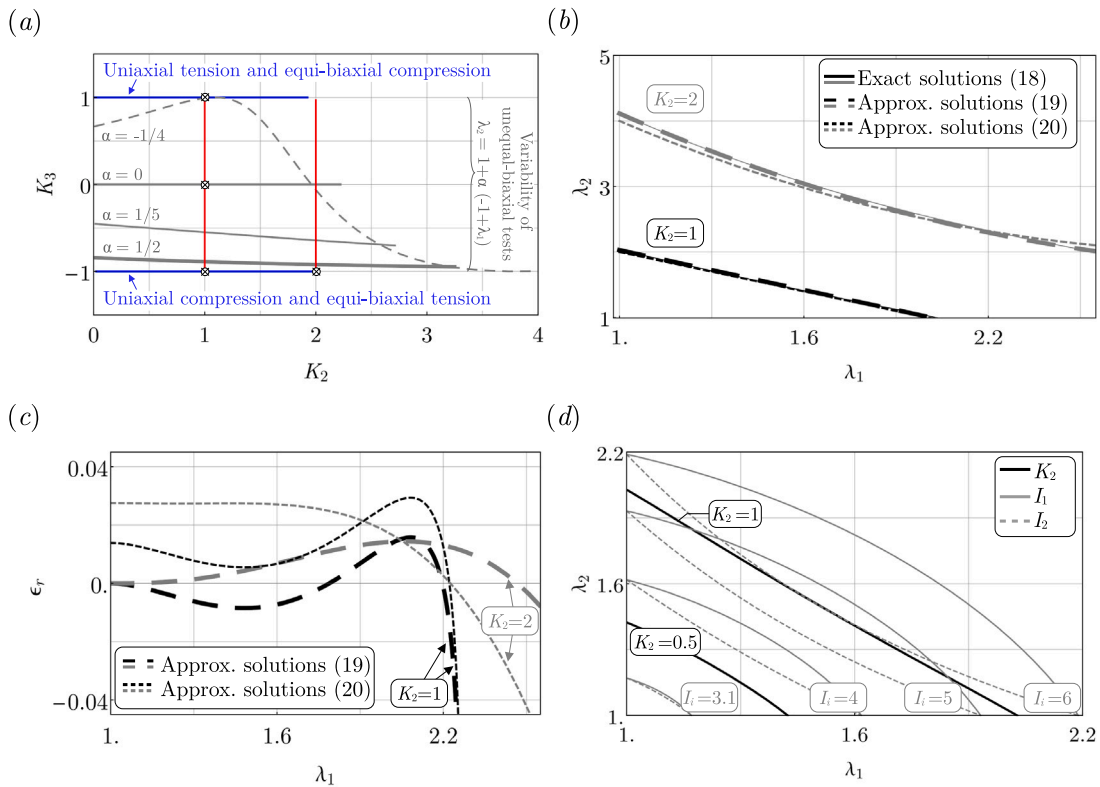 (a)
Uniaxial tension and equi-biaxial compression
α = -1/4
α = 0
α = 1/5
α = 1/2
Uniaxial compression and equi-biaxial tension
Variability of
unequal-biaxial tests
λ₂ = 1+α (-1+λ₁)
1
0
−1
K₃
0
1
2
3
4
K₂
(b)
K₂=2
K₂=1
Exact solutions (18)
Approx. solutions (19)
Approx. solutions (20)
5
3
1
λ₂
1.
1.6
2.2
λ₁
(c)
0.04
0.
−0.04
ϵᵣ
K₂=2
K₂=1
Approx. solutions (19)
Approx. solutions (20)
1.
1.6
2.2
λ₁
(d)
2.2
1.6
1.
λ₂
K₂
I₁
I₂
K₂=1
K₂=0.5
Iᵢ=3.1
Iᵢ=4
Iᵢ=5
Iᵢ=6
1.
1.6
2.2
λ₁